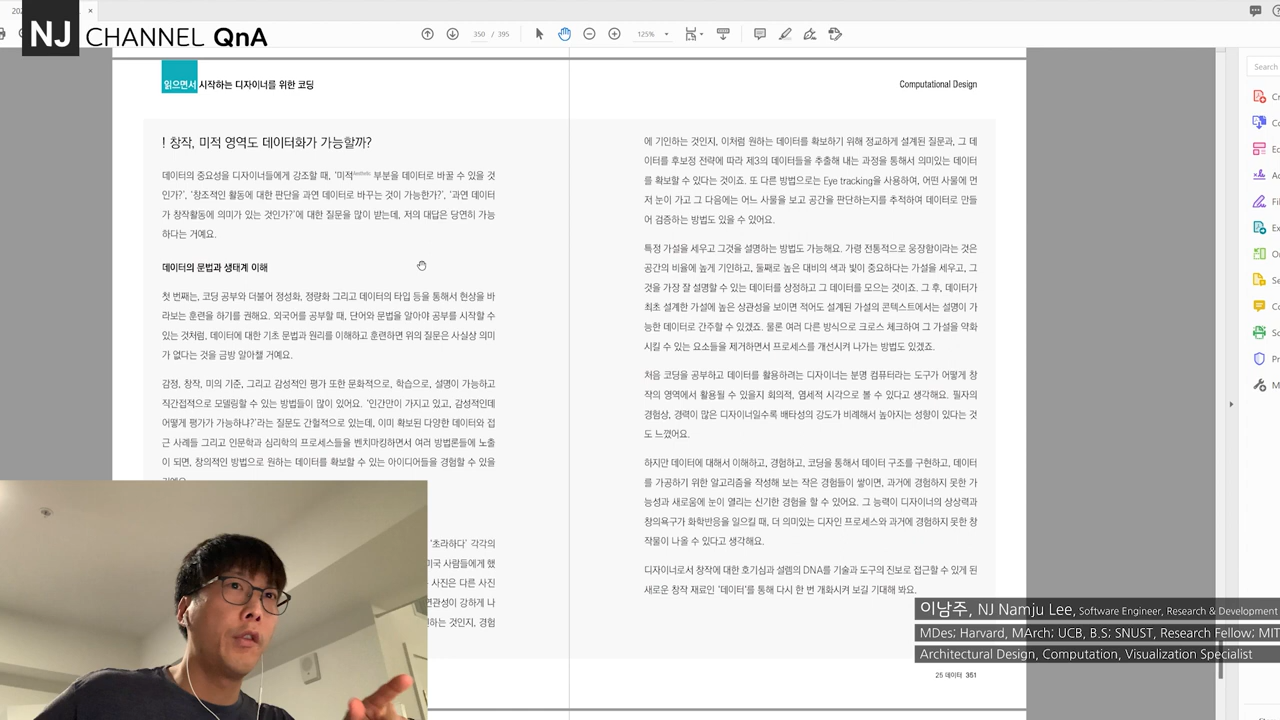 NJ CHANNEL QnA
350 / 395
125%
Search
읽으면서 시작하는 디자이너를 위한 코딩
Computational Design
! 창작, 미적 영역도 데이터화가 가능할까?
데이터의 중요성을 디자이너들에게 강조할 때, '미적 부분을 데이터로 바꿀 수 있을 것
인가?', '창조적인 활동에 대한 판단을 과연 데이터로 바꾸는 것이 가능한가?', '과연 데이터
가 창작활동에 의미가 있는 것인가?'에 대한 질문을 많이 받는데, 저의 대답은 당연히 가능
하다는 거예요.
데이터의 문법과 생태계 이해
첫 번째는, 코딩 공부와 더불어 정성화, 정량화 그리고 데이터의 타입 등을 통해서 현상을 바
라보는 훈련을 하기를 권해요. 외국어를 공부할 때, 단어와 문법을 알아야 공부를 시작할 수
있는 것처럼, 데이터에 대한 기초 문법과 원리를 이해하고 훈련하면 위의 질문은 사실상 의미
가 없다는 것을 금방 알아챌 거예요.
감정, 창작, 미의 기준, 그리고 감성적인 평가 또한 문화적으로, 학습으로, 설명이 가능하고
직간접적으로 모델링할 수 있는 방법들이 많이 있어요. '인간만이 가지고 있고, 감성적인데
어떻게 평가가 가능하냐?'라는 질문도 간헐적으로 있는데, 이미 확보된 다양한 데이터와 접
근 사례들 그리고 인문학과 심리학의 프로세스들을 벤치마킹하면서 여러 방법론들에 노출
이 되면, 창의적인 방법으로 원하는 데이터를 확보할 수 있는 아이디어들을 경험할 수 있을
'초라하다' 각각의
미국 사람들에게 했
사진은 다른 사진
면관성이 강하게 나
하는 것인지, 경험
에 기인하는 것인지, 이처럼 원하는 데이터를 확보하기 위해 정교하게 설계된 질문과, 그 데
이터를 후보정 전략에 따라 제3의 데이터들을 추출해 내는 과정을 통해서 의미있는 데이터
를 확보할 수 있다는 것이죠. 또 다른 방법으로는 Eye tracking을 사용하여, 어떤 사물에 먼
저 눈이 가고 그 다음에는 어느 사물을 보고 공간을 판단하는지를 추적하여 데이터로 만들
어 검증하는 방법도 있을 수 있어요.
특정 가설을 세우고 그것을 설명하는 방법도 가능해요. 가령 전통적으로 웅장함이라는 것은
공간의 비율에 높게 기인하고, 둘째로 높은 대비의 색과 빛이 중요하다는 가설을 세우고, 그
것을 가장 잘 설명할 수 있는 데이터를 상정하고 그 데이터를 모으는 것이죠. 그 후, 데이터가
최초 설계한 가설에 높은 상관성을 보이면 적어도 설계된 가설의 콘텍스트에서는 설명이 가
능한 데이터로 간주할 수 있겠죠. 물론 여러 다른 방식으로 크로스 체크하여 그 가설을 약화
시킬 수 있는 요소들을 제거하면서 프로세스를 개선시켜 나가는 방법도 있겠죠.
처음 코딩을 공부하고 데이터를 활용하려는 디자이너는 분명 컴퓨터라는 도구가 어떻게 창
작의 영역에서 활용될 수 있을지 회의적, 염세적 시각으로 볼 수 있다고 생각해요. 필자의
경험상, 경력이 많은 디자이너일수록 배타성의 강도가 비례해서 높아지는 성향이 있다는 것
도 느꼈어요.
하지만 데이터에 대해서 이해하고, 경험하고, 코딩을 통해서 데이터 구조를 구현하고, 데이터
를 가공하기 위한 알고리즘을 작성해 보는 작은 경험들이 쌓이면, 과거에 경험하지 못한 가
능성과 새로움에 눈이 열리는 신기한 경험을 할 수 있어요. 그 능력이 디자이너의 상상력과
창의욕구가 화학반응을 일으킬 때, 더 의미있는 디자인 프로세스와 과거에 경험하지 못한 창
작물이 나올 수 있다고 생각해요.
디자이너로서 창작에 대한 호기심과 설렘의 DNA를 기술과 도구의 진보로 접근할 수 있게 된
새로운 창작 재료인 '데이터'를 통해 다시 한 번 개화시켜 보길 기대해 봐요.
25 데이터 351
이남주, NJ Namju Lee, Software Engineer, Research & Development
MDes; Harvard, MArch; UCB, B.S; SNUST, Research Fellow; MIT
Architectural Design, Computation, Visualization Specialist